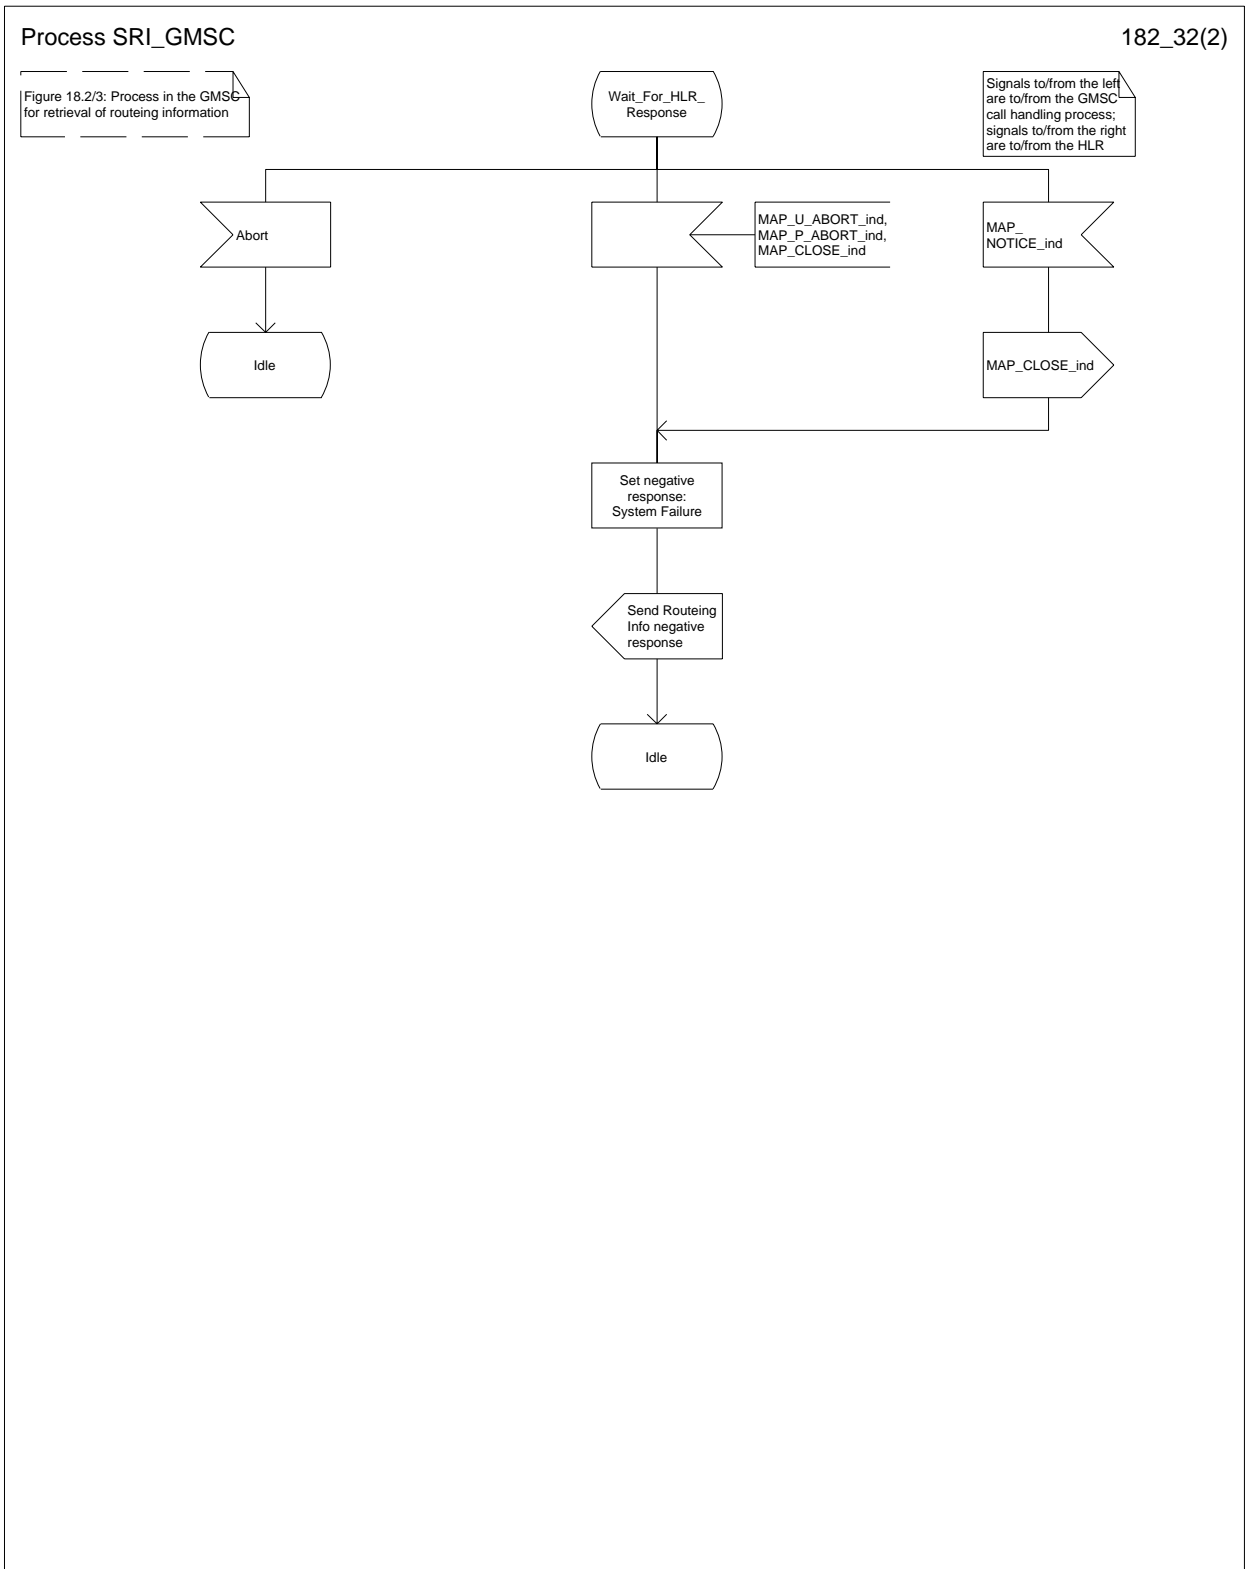 Process SRI_GMSC
182_32(2)
Figure 18.2/3: Process in the GMSC
for retrieval of routeing information
Wait_For_HLR_
Response
Signals to/from the left
are to/from the GMSC
call handling process;
signals to/from the right
are to/from the HLR
Abort
MAP_U_ABORT_ind,
MAP_P_ABORT_ind,
MAP_CLOSE_ind
MAP_
NOTICE_ind
Idle
MAP_CLOSE_ind
Set negative
response:
System Failure
Send Routeing
Info negative
response
Idle